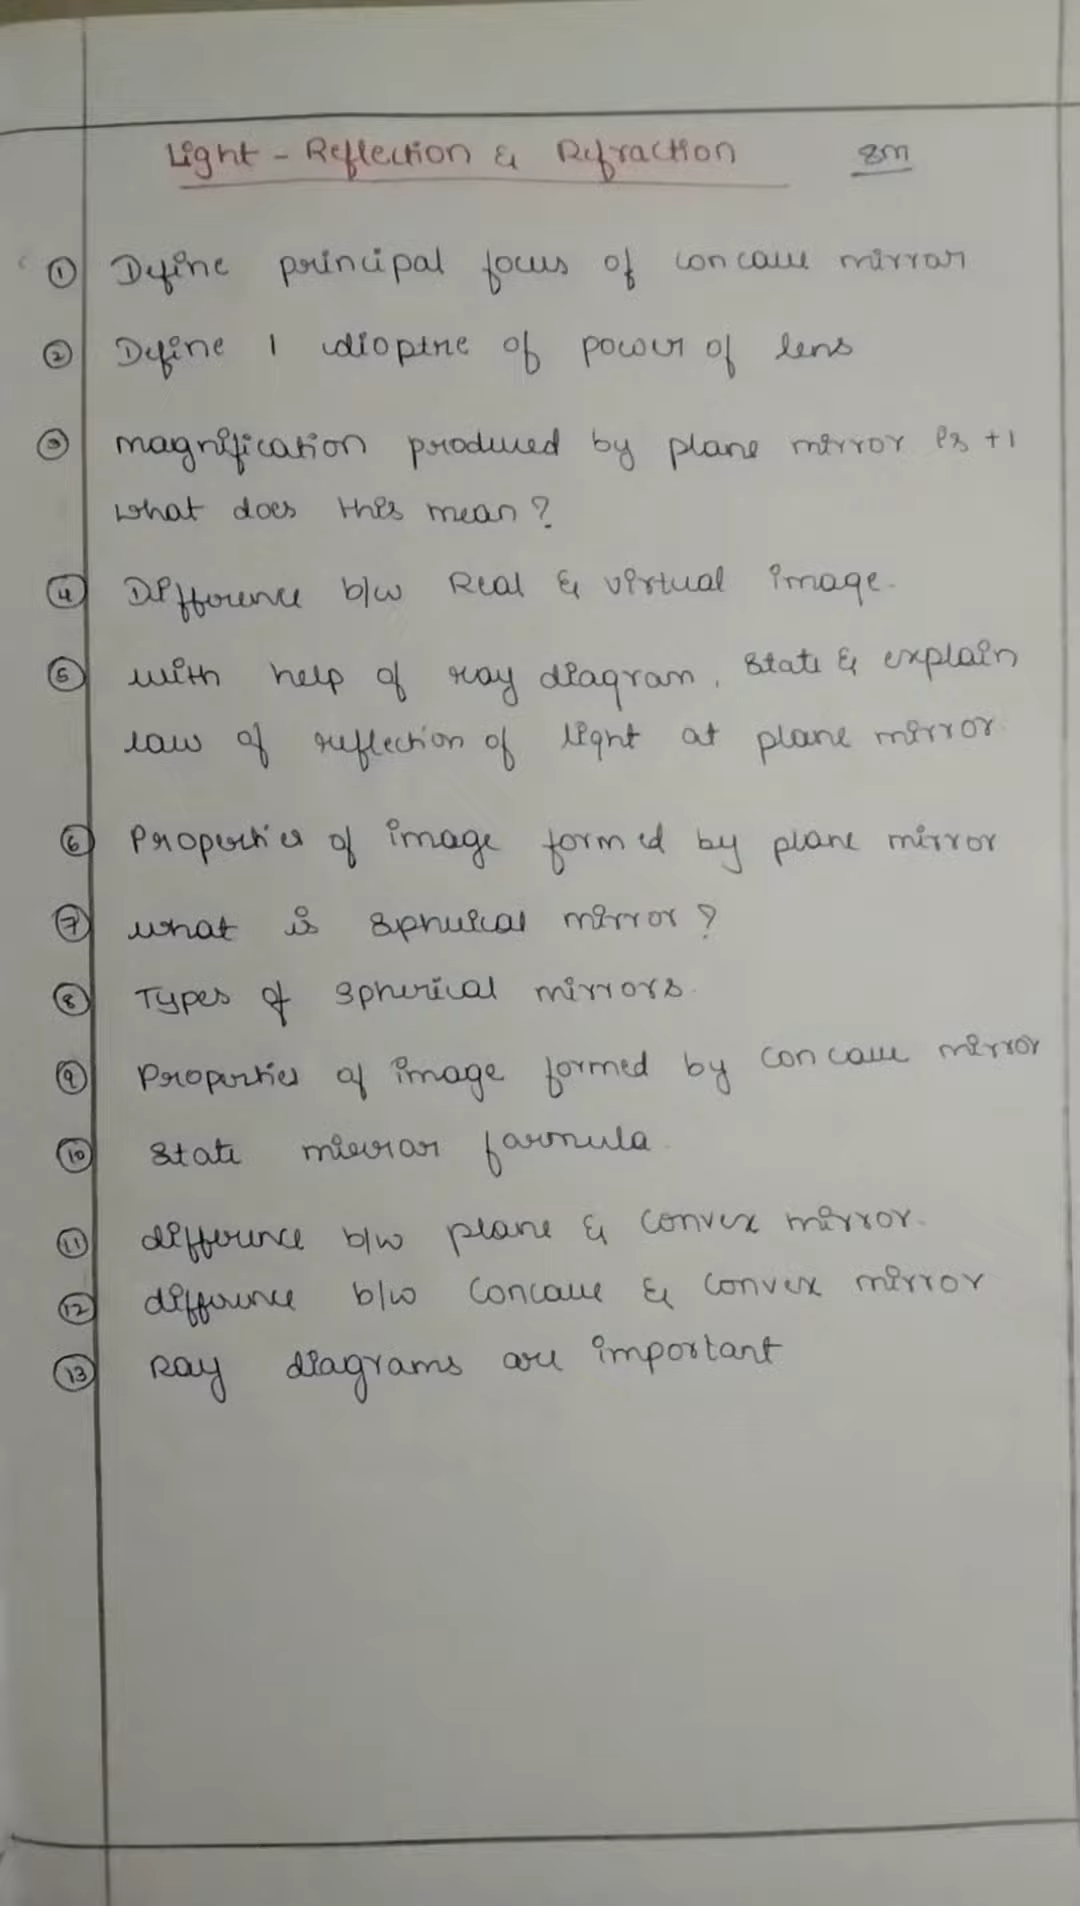 Light - Reflection & Refraction 8m
① Define principal focus of concave mirror
② Define 1 dioptre of power of lens
③ magnification produced by plane mirror is +1
what does this mean?
④ Difference b/w Real & virtual image.
⑤ with help of ray diagram, state & explain
law of reflection of light at plane mirror.
⑥ Properties of image formed by plane mirror
⑦ what is spherical mirror?
⑧ Types of spherical mirrors.
⑨ Properties of image formed by concave mirror
⑩ state mirror formula.
⑪ difference b/w plane & convex mirror.
⑫ difference b/w concave & convex mirror
⑬ Ray diagrams are important